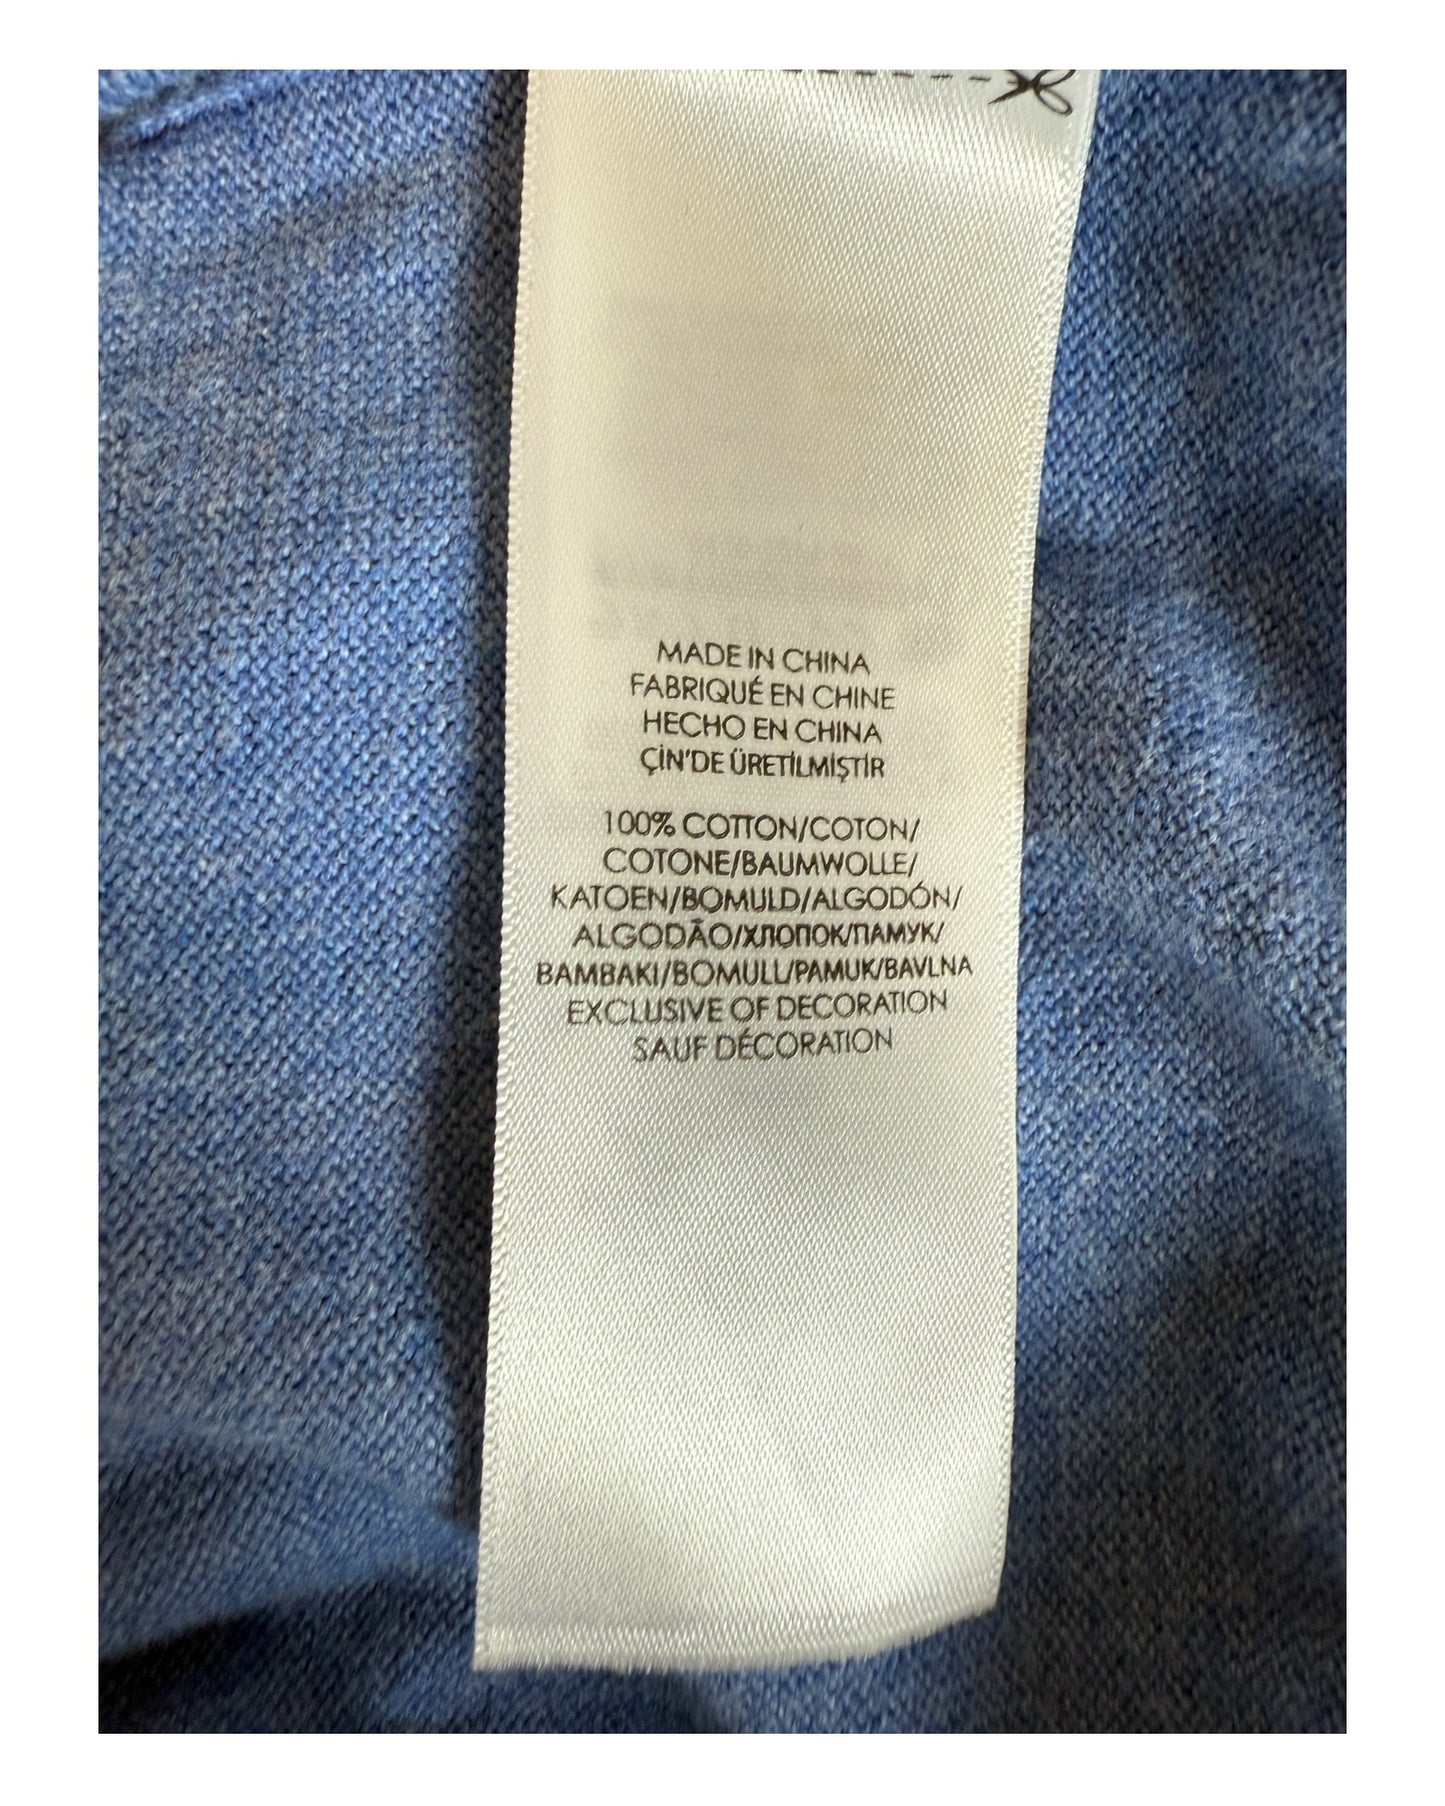 MADE IN CHINA
FABRIQUÉ EN CHINE
HECHO EN CHINA
ÇİN'DE ÜRETİLMİŞTİR
100% COTTON/COTON/
COTONE/BAUMWOLLE/
KATOEN/BOMULD/ALGODÓN/
ALGODÃO/ХЛОПОК/ПАМУК/
BAMBAKI/BOMULL/PAMUK/BAVLNA
EXCLUSIVE OF DECORATION
SAUF DÉCORATION